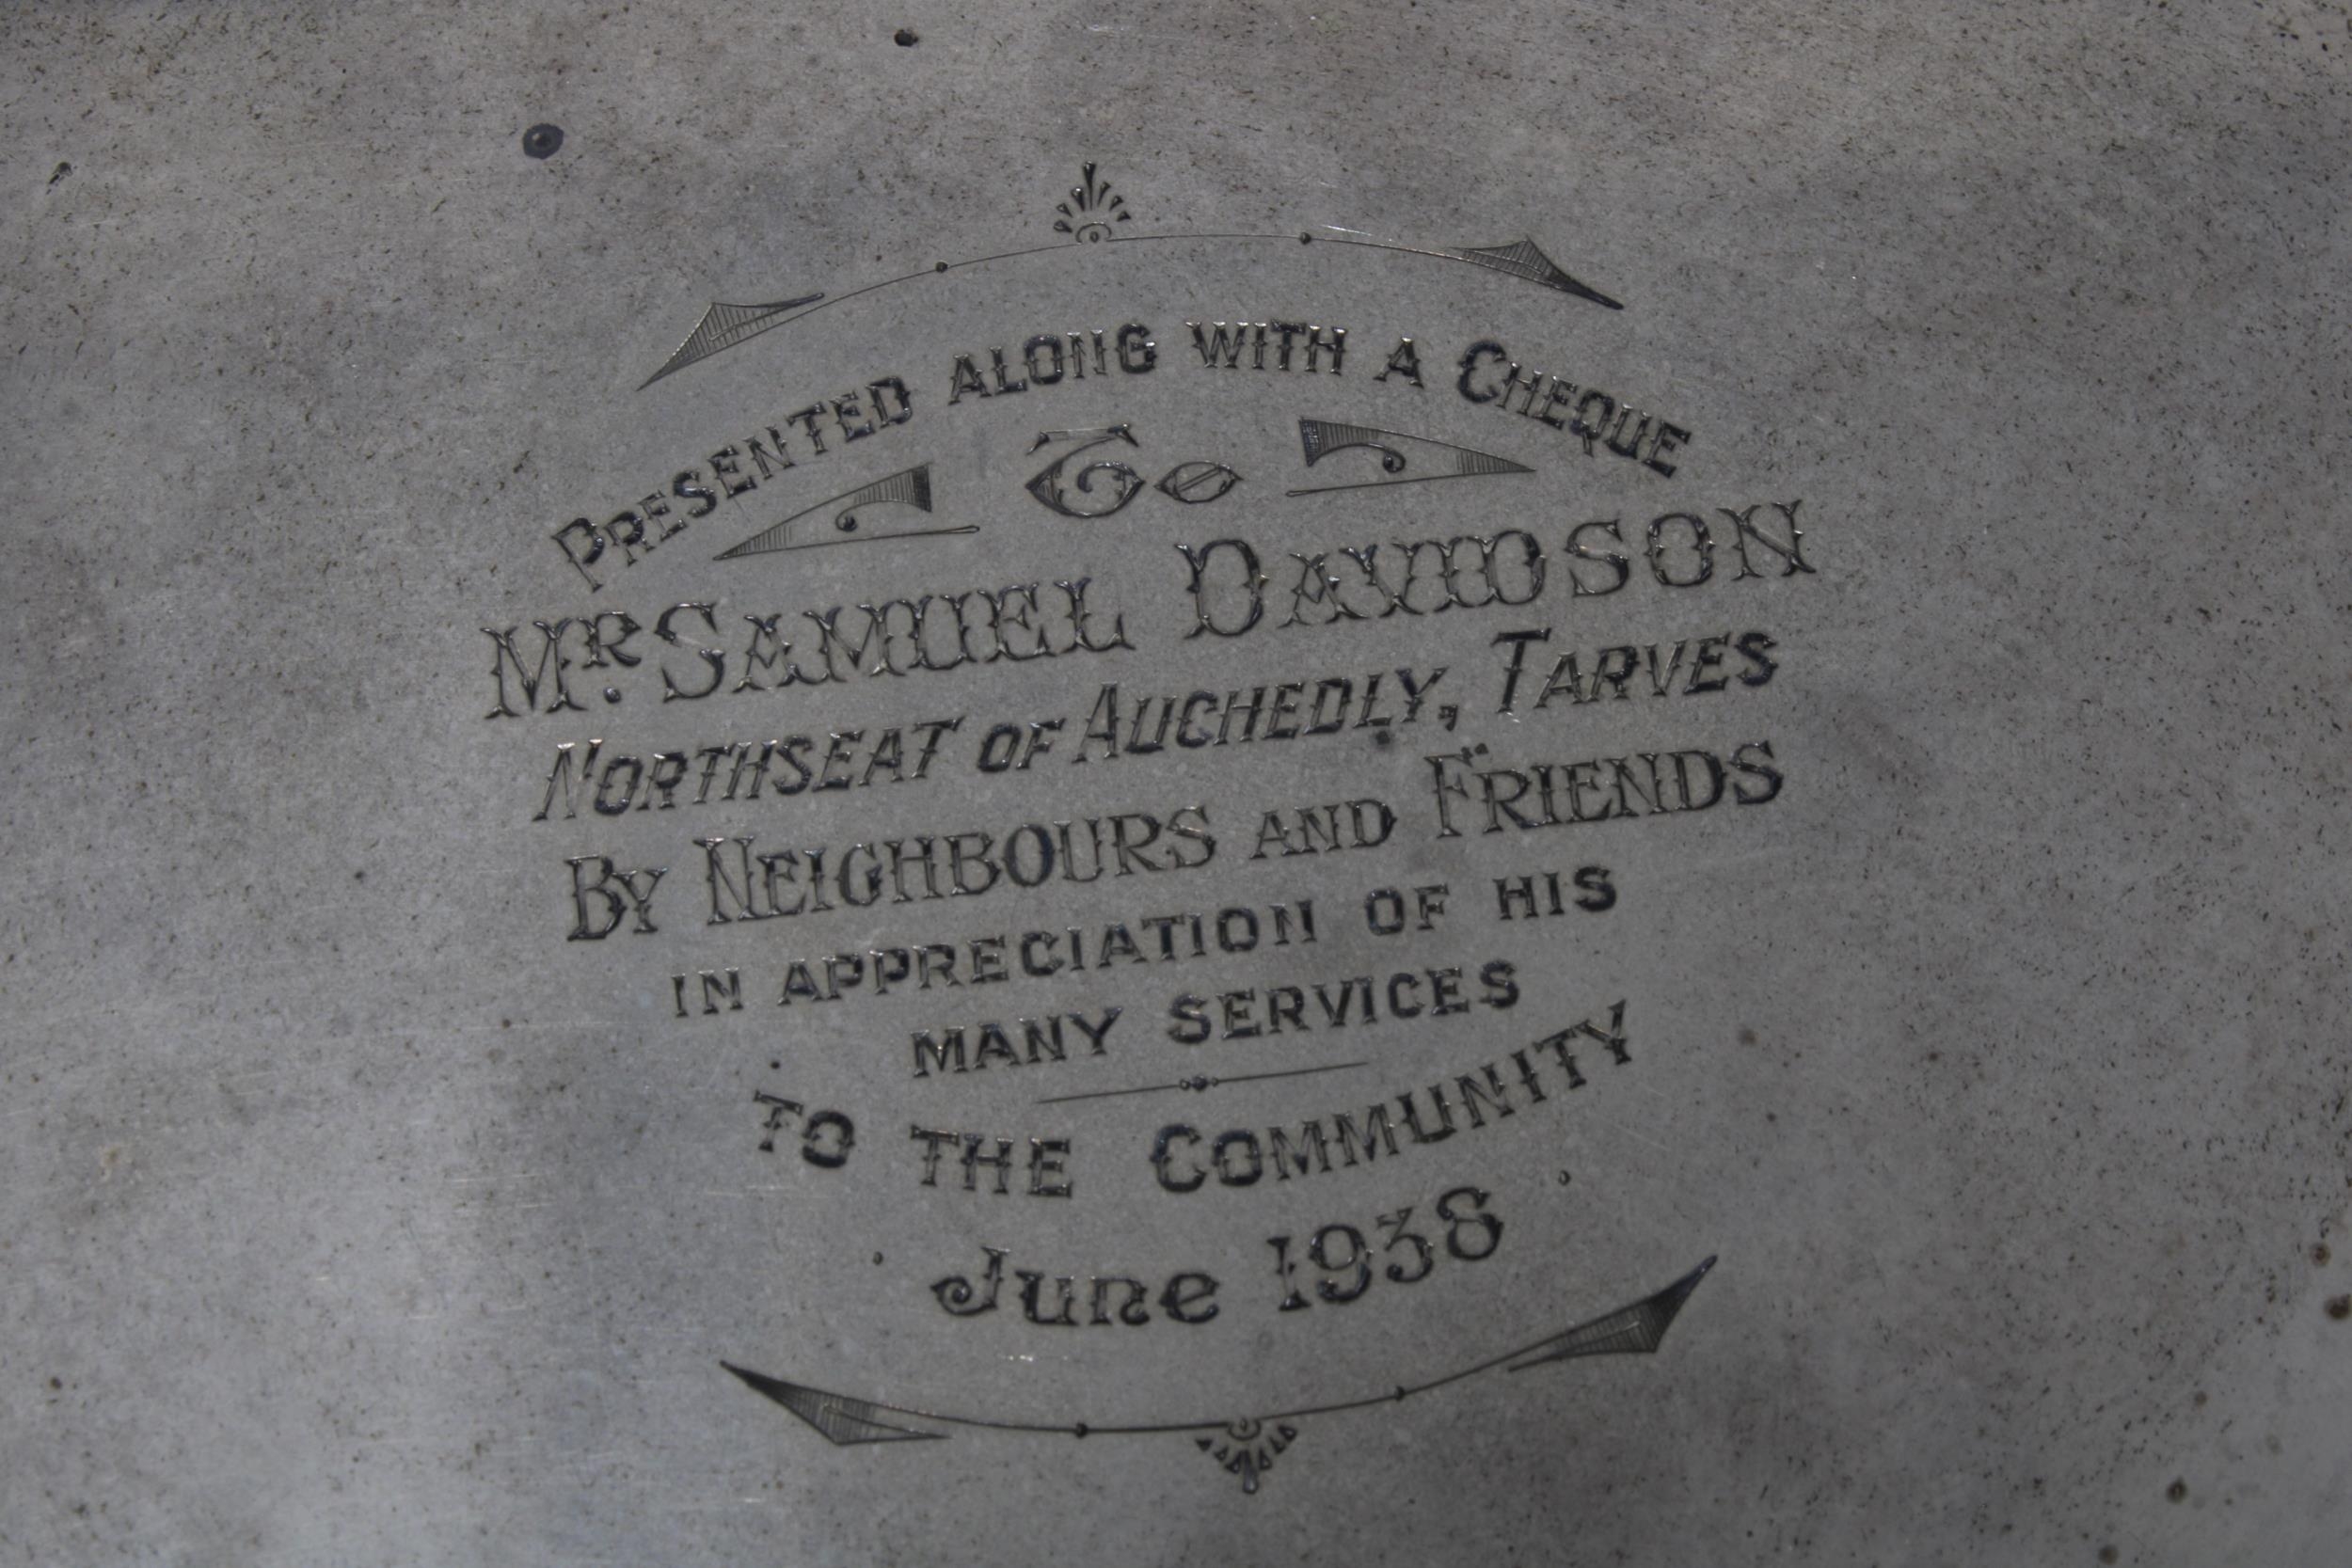 PRESENTED ALONG WITH A CHEQUE
To
MR. SAMUEL DAVIDSON
NORTHSEAT OF AUCHEDLY, TARVES
BY NEIGHBOURS AND FRIENDS
IN APPRECIATION OF HIS
MANY SERVICES
TO THE COMMUNITY
June 1938